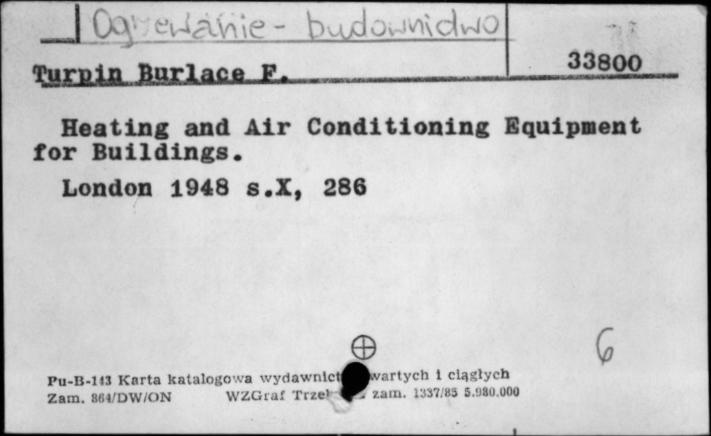 Ogrzewanie - budownictwo
33800
Turpin Burlace F.
Heating and Air Conditioning Equipment
for Buildings.
London 1948 s.X, 286
6
Pu-B-113 Karta katalogowa wydawnict wartych i ciągłych
Zam. 864/DW/ON WZGraf zam. 1337/85 5.980.000